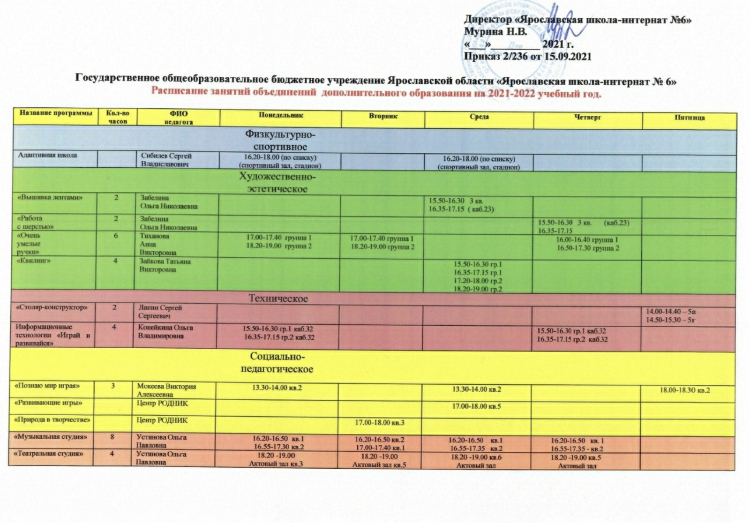 Директор «Ярославская школа-интернат №6»
Мурина Н.В.
«___»_________ 2021 г.
Приказ 2/236 от 15.09.2021
Государственное общеобразовательное бюджетное учреждение Ярославской области «Ярославская школа-интернат № 6»
Расписание занятий объединений дополнительного образования на 2021-2022 учебный год.
Название программы Кол-во часов ФИО педагога Понедельник Вторник Среда Четверг Пятница
Физкультурно-
спортивное
Адаптивная школа Сибилев Сергей 16.20-18.00 (по списку) 16.20-18.00 (по списку)
Владиславович (спортивный зал, стадион) (спортивный зал, стадион)
Художественно-
эстетическое
«Вышивка лентами» 2 Забелина 15.50-16.30 3 кв.
Ольга Николаевна 16.35-17.15 ( каб.23)
«Работа 2 Забелина 15.50-16.30 3 кв. (каб.23)
с шерстью» Ольга Николаевна 16.35-17.15
«Очень 6 Тиханова 17.00-17.40 группа 1 17.00-17.40 группа 1 16.00-16.40 группа 1
умелые Анна 18.20-19.00 группа 2 18.20-19.00 группа 2 16.50-17.30 группа 2
ручки» Викторовна
«Квилинг» 4 Зайкова Татьяна 15.50-16.30 гр.1
Викторовна 16.35-17.15 гр.1
17.20-18.00 гр.2
18.20-19.00 гр.2
Техническое
«Столяр-конструктор» 2 Лапин Сергей 14.00-14.40 – 5а
Сергеевич 14.50-15.30 – 5г
Информационные 4 Копейкина Ольга 15.50-16.30 гр.1 каб.32 15.50-16.30 гр.1 каб.32
технологии «Играй и Владимировна 16.35-17.15 гр.2 каб.32 16.35-17.15 гр.2 каб.32
развивайся»
Социально-
педагогическое
«Познаю мир играя» 3 Мокеева Виктория 13.30-14.00 кв.2 13.30-14.00 кв.2 18.00-18.30 кв.2
Алексеевна
«Развивающие игры» Центр РОДНИК 17.00-18.00 кв.5
«Природа в творчестве» Центр РОДНИК 17.00-18.00 кв.3
«Музыкальная студия» 8 Устинова Ольга 16.20-16.50 кв.1 16.20-16.50 кв.2 16.20-16.50 кв.1 16.20-16.50 кв. 1
Павловна 16.55-17.30 кв.2 17.00-17.40 кв.1 16.55-17.35 кв.2 16.55-17.35 - кв.2
«Театральная студия» 4 Устинова Ольга 18.20 -19.00 18.20 -19.00 18.20 -19.00 кв.6 18.20 -19.00 кв.5
Павловна Актовый зал кв.3 Актовый зал кв.5 Актовый зал Актовый зал